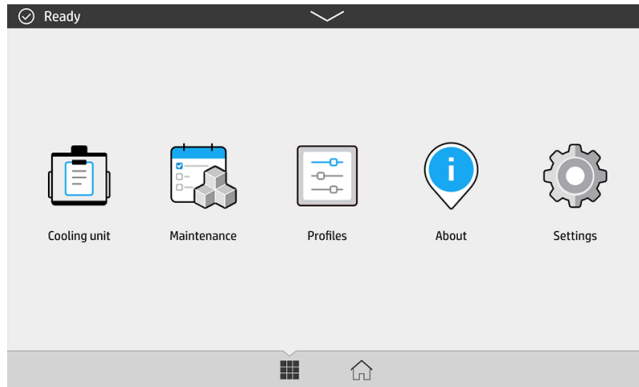 Ready
Cooling unit
Maintenance
Profiles
About
Settings